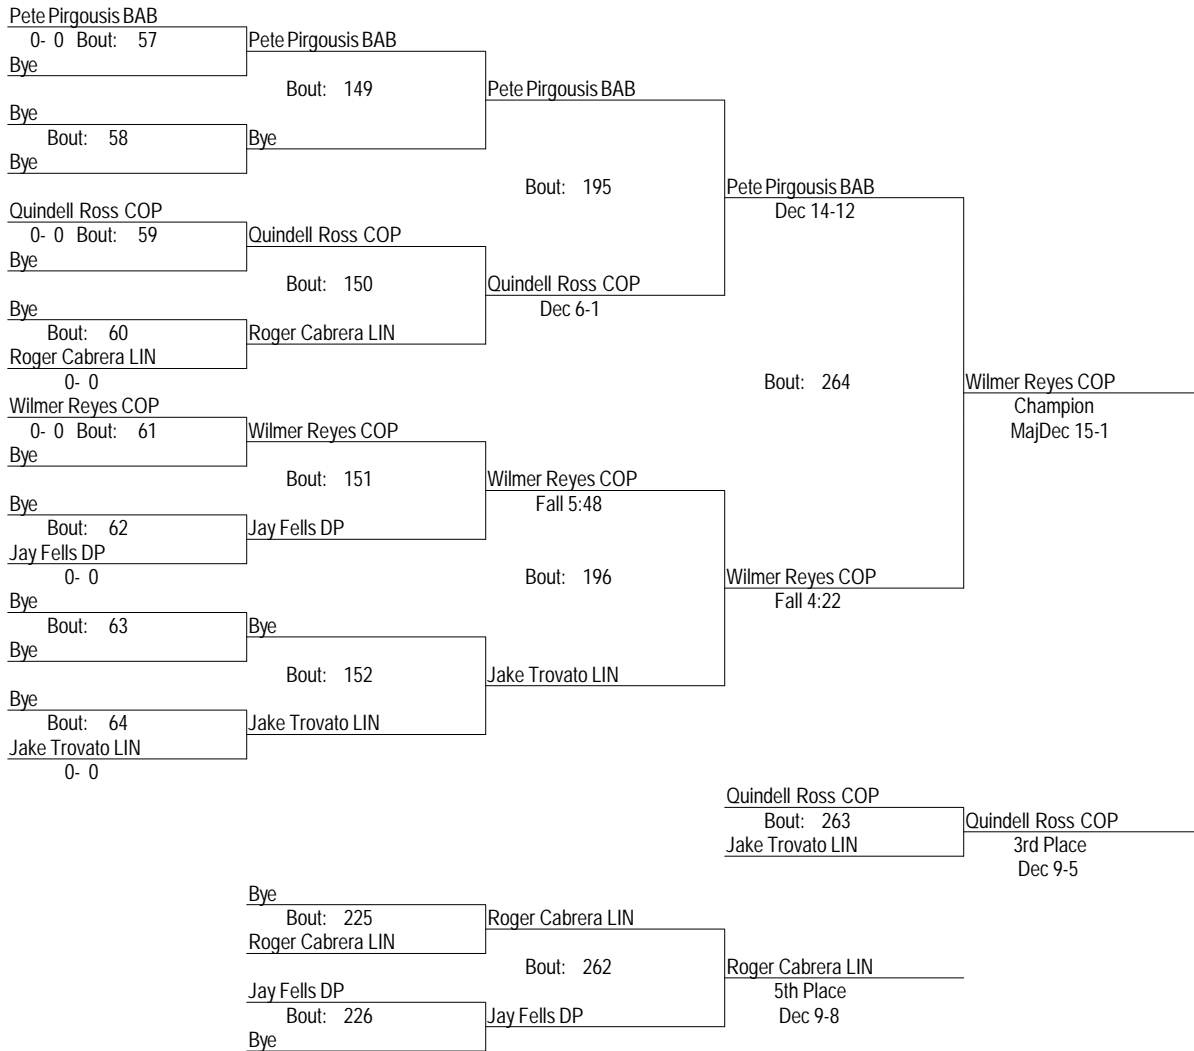 Pete Pirgousis BAB
0- 0 Bout: 57
Bye
Bye
Bout: 58
Bye
Quindell Ross COP
0- 0 Bout: 59
Bye
Bye
Bout: 60
Roger Cabrera LIN
0- 0
Wilmer Reyes COP
0- 0 Bout: 61
Bye
Bye
Bout: 62
Jay Fells DP
0- 0
Bye
Bout: 63
Bye
Bye
Bout: 64
Jake Trovato LIN
0- 0
Pete Pirgousis BAB
Bout: 149
Bye
Quindell Ross COP
Bout: 150
Roger Cabrera LIN
Wilmer Reyes COP
Bout: 151
Jay Fells DP
Bye
Bout: 152
Jake Trovato LIN
Pete Pirgousis BAB
Bout: 195
Quindell Ross COP
Dec 6-1
Wilmer Reyes COP
Fall 5:48
Bout: 196
Jake Trovato LIN
Pete Pirgousis BAB
Dec 14-12
Bout: 264
Wilmer Reyes COP
Fall 4:22
Wilmer Reyes COP
Champion
MajDec 15-1
Quindell Ross COP
Bout: 263
Jake Trovato LIN
Quindell Ross COP
3rd Place
Dec 9-5
Bye
Bout: 225
Roger Cabrera LIN
Jay Fells DP
Bout: 226
Bye
Roger Cabrera LIN
Bout: 262
Jay Fells DP
Roger Cabrera LIN
5th Place
Dec 9-8